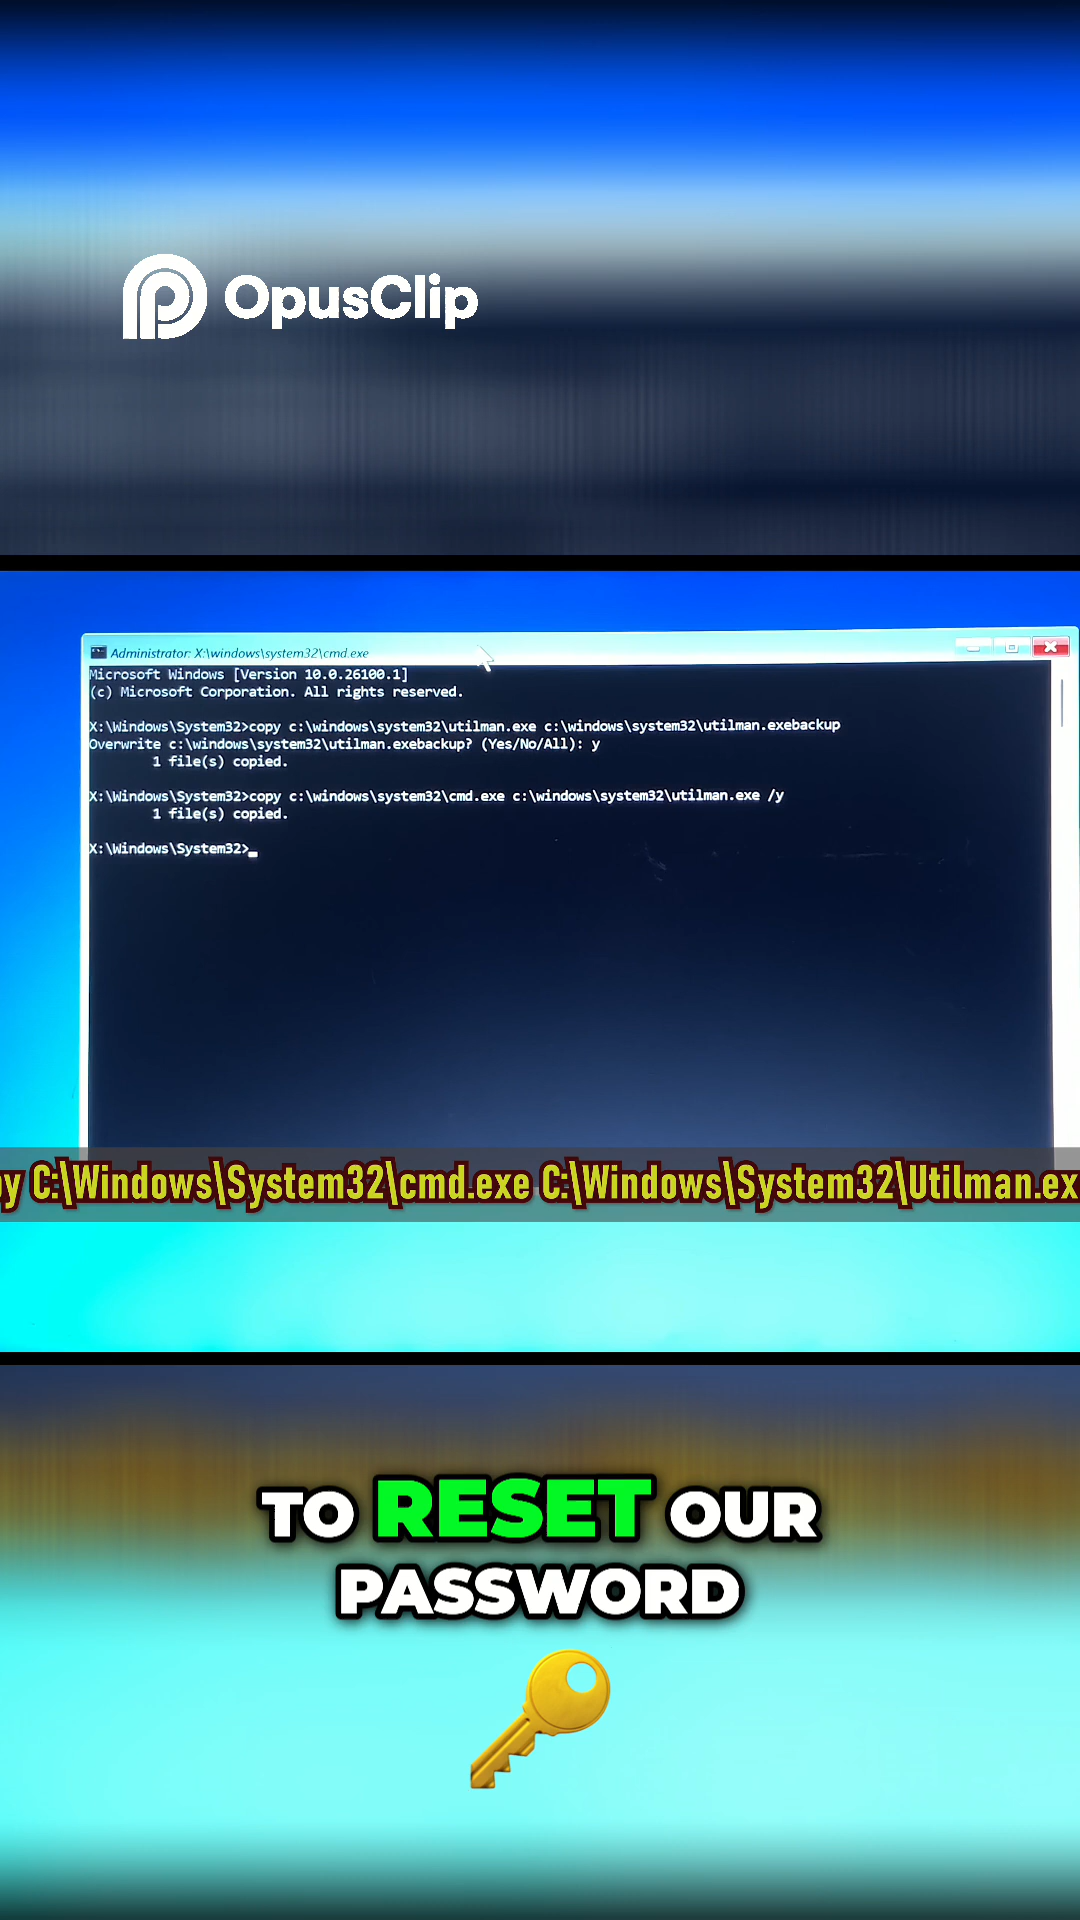 OpusClip
Administrator: X:\windows\system32\cmd.exe
Microsoft Windows [Version 10.0.26100.1]
(c) Microsoft Corporation. All rights reserved.
X:\Windows\System32>copy c:\windows\system32\utilman.exe c:\windows\system32\utilman.exebackup
Overwrite c:\windows\system32\utilman.exebackup? (Yes/No/All): y
1 file(s) copied.
X:\Windows\System32>copy c:\windows\system32\cmd.exe c:\windows\system32\utilman.exe /y
1 file(s) copied.
X:\Windows\System32>_
py C:\Windows\System32\cmd.exe C:\Windows\System32\Utilman.ex
TO RESET OUR
PASSWORD